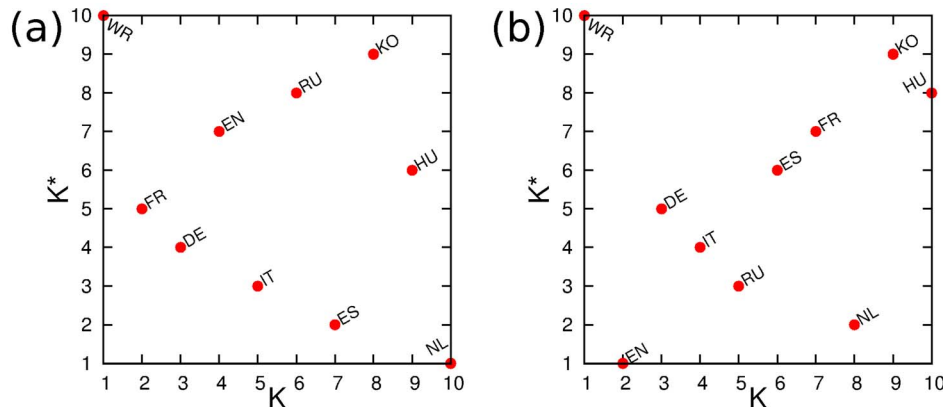 (a)
10
WR
9
KO
8
RU
7
EN
6
HU
K*
5
FR
4
DE
3
IT
2
ES
1
NL
1 2 3 4 5 6 7 8 9 10
K
(b)
10
WR
9
KO
8
HU
7
FR
6
ES
K*
5
DE
4
IT
3
RU
2
NL
1
EN
1 2 3 4 5 6 7 8 9 10
K